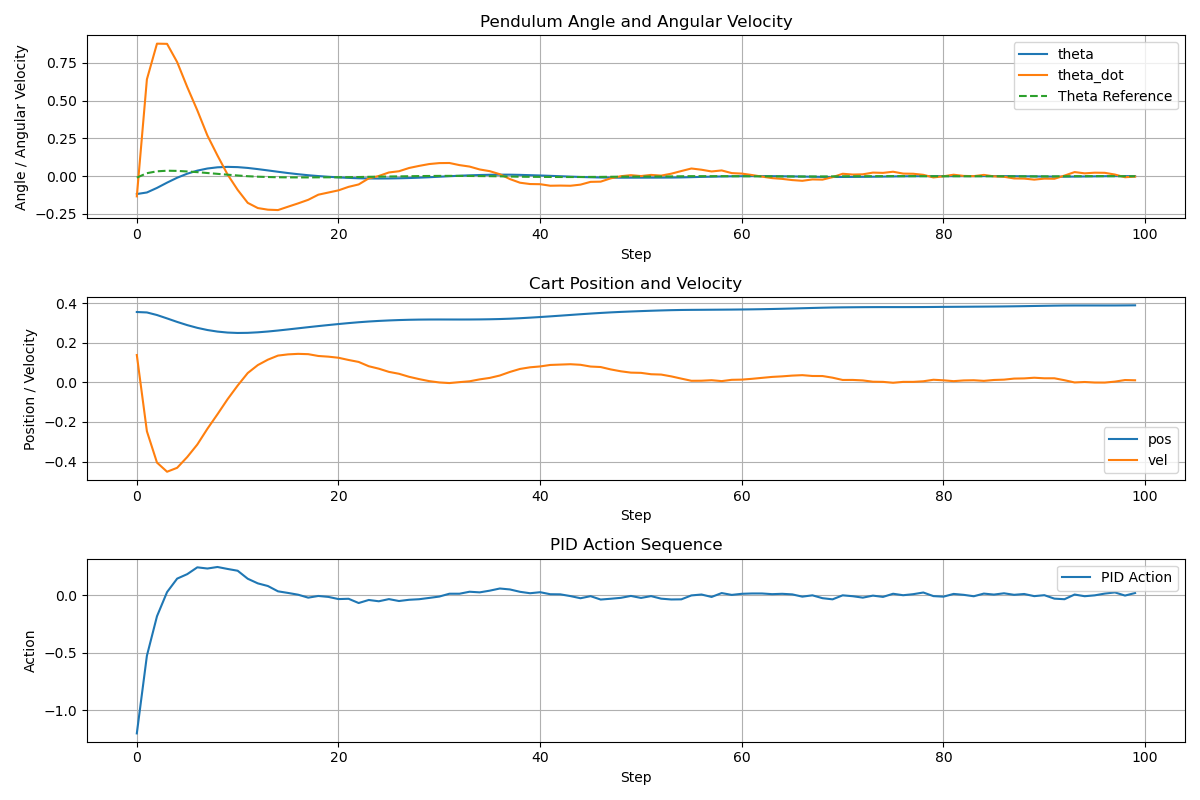 Pendulum Angle and Angular Velocity
Angle / Angular Velocity
0.75
0.50
0.25
0.00
−0.25
theta
theta_dot
Theta Reference
0 20 40 60 80 100
Step
Cart Position and Velocity
Position / Velocity
0.4
0.2
0.0
−0.2
−0.4
pos
vel
0 20 40 60 80 100
Step
PID Action Sequence
Action
0.0
−0.5
−1.0
PID Action
0 20 40 60 80 100
Step